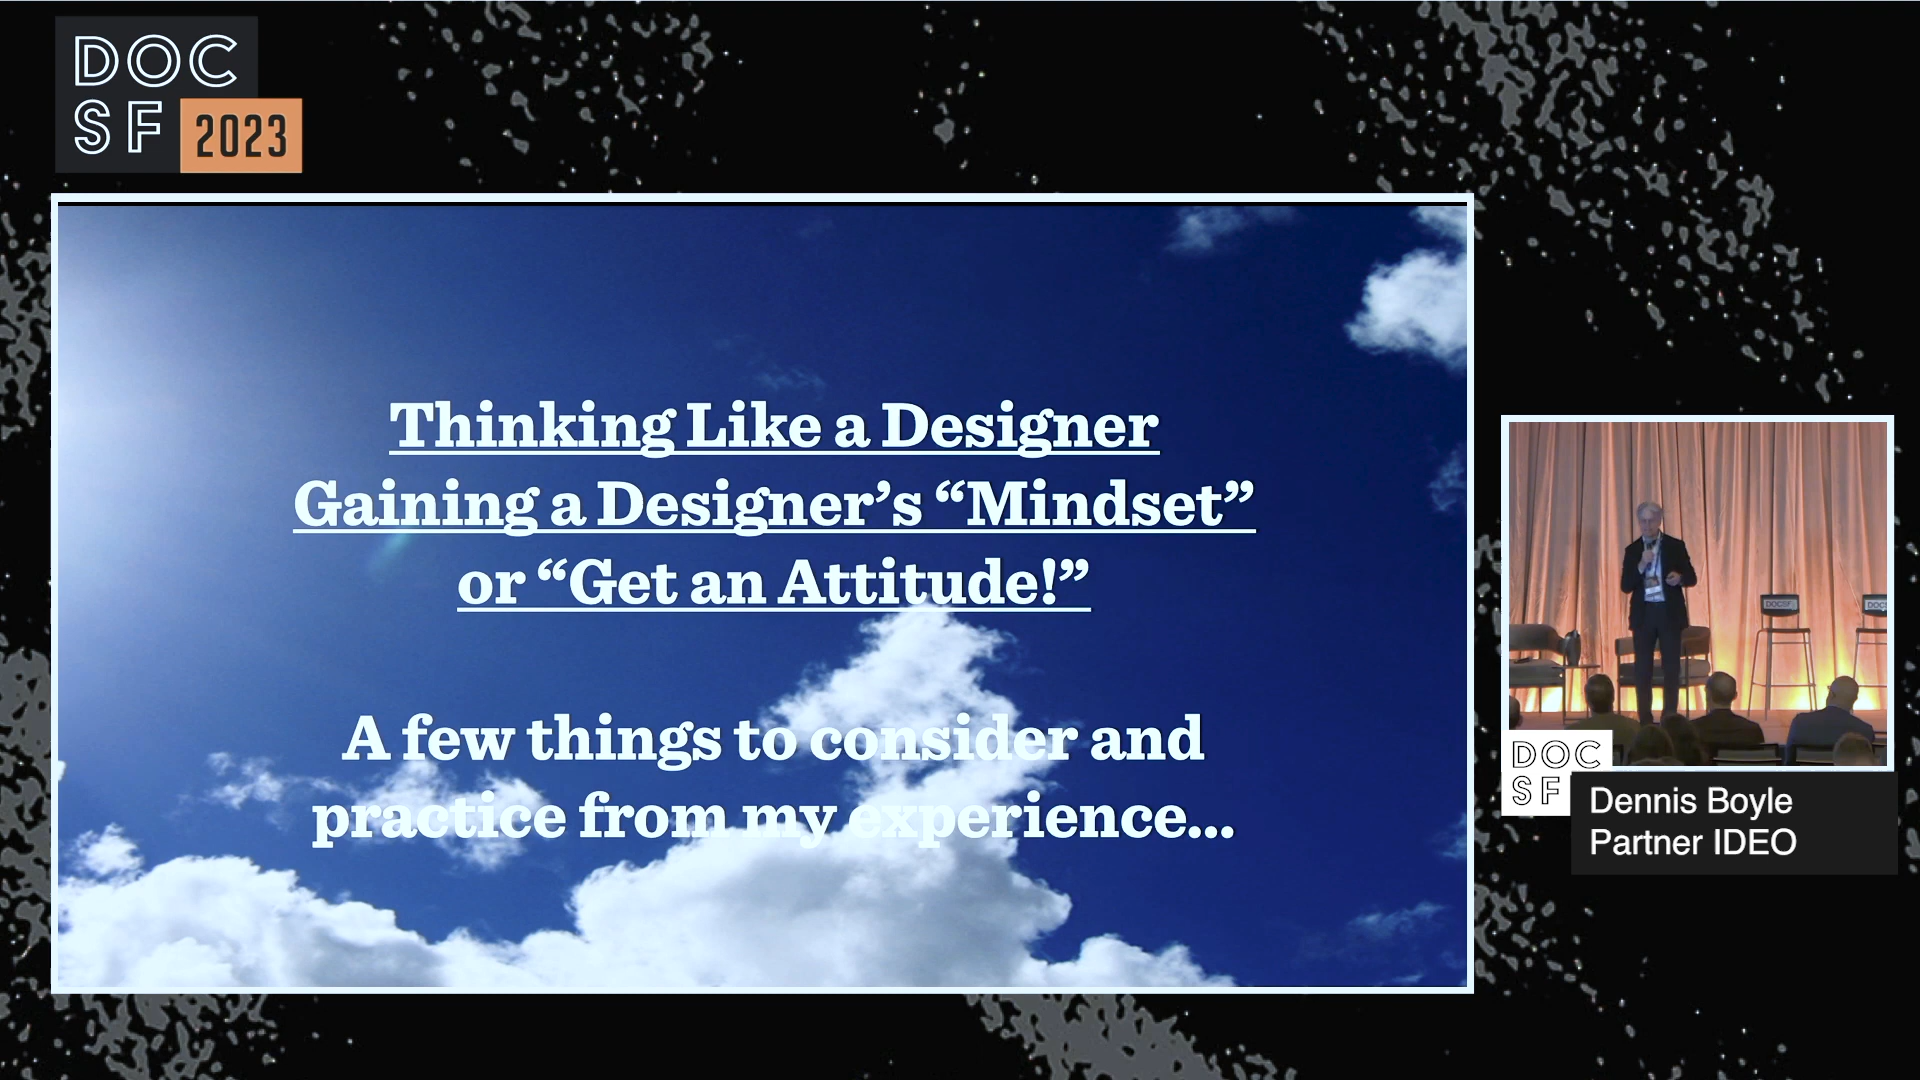 DOC
SF 2023
Thinking Like a Designer
Gaining a Designer’s “Mindset”
or “Get an Attitude!”
A few things to consider and
practice from my experience...
DOCSF
DOC
SF
Dennis Boyle
Partner IDEO